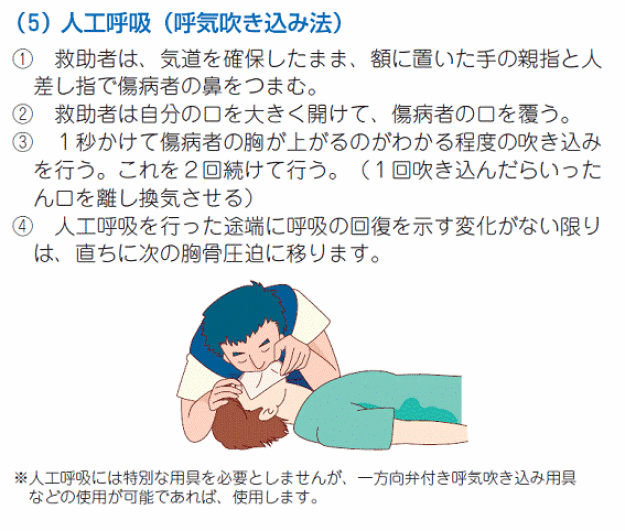 （5）人工呼吸（呼気吹き込み法）
① 救助者は、気道を確保したまま、額に置いた手の親指と人
差し指で傷病者の鼻をつまむ。
② 救助者は自分の口を大きく開けて、傷病者の口を覆う。
③ １秒かけて傷病者の胸が上がるのがわかる程度の吹き込み
を行う。これを２回続けて行う。（１回吹き込んだらいった
ん口を離し換気させる）
④ 人工呼吸を行った途端に呼吸の回復を示す変化がない限り
は、直ちに次の胸骨圧迫に移ります。
※人工呼吸には特別な用具を必要としませんが、一方向弁付き呼気吹き込み用具
などの使用が可能であれば、使用します。